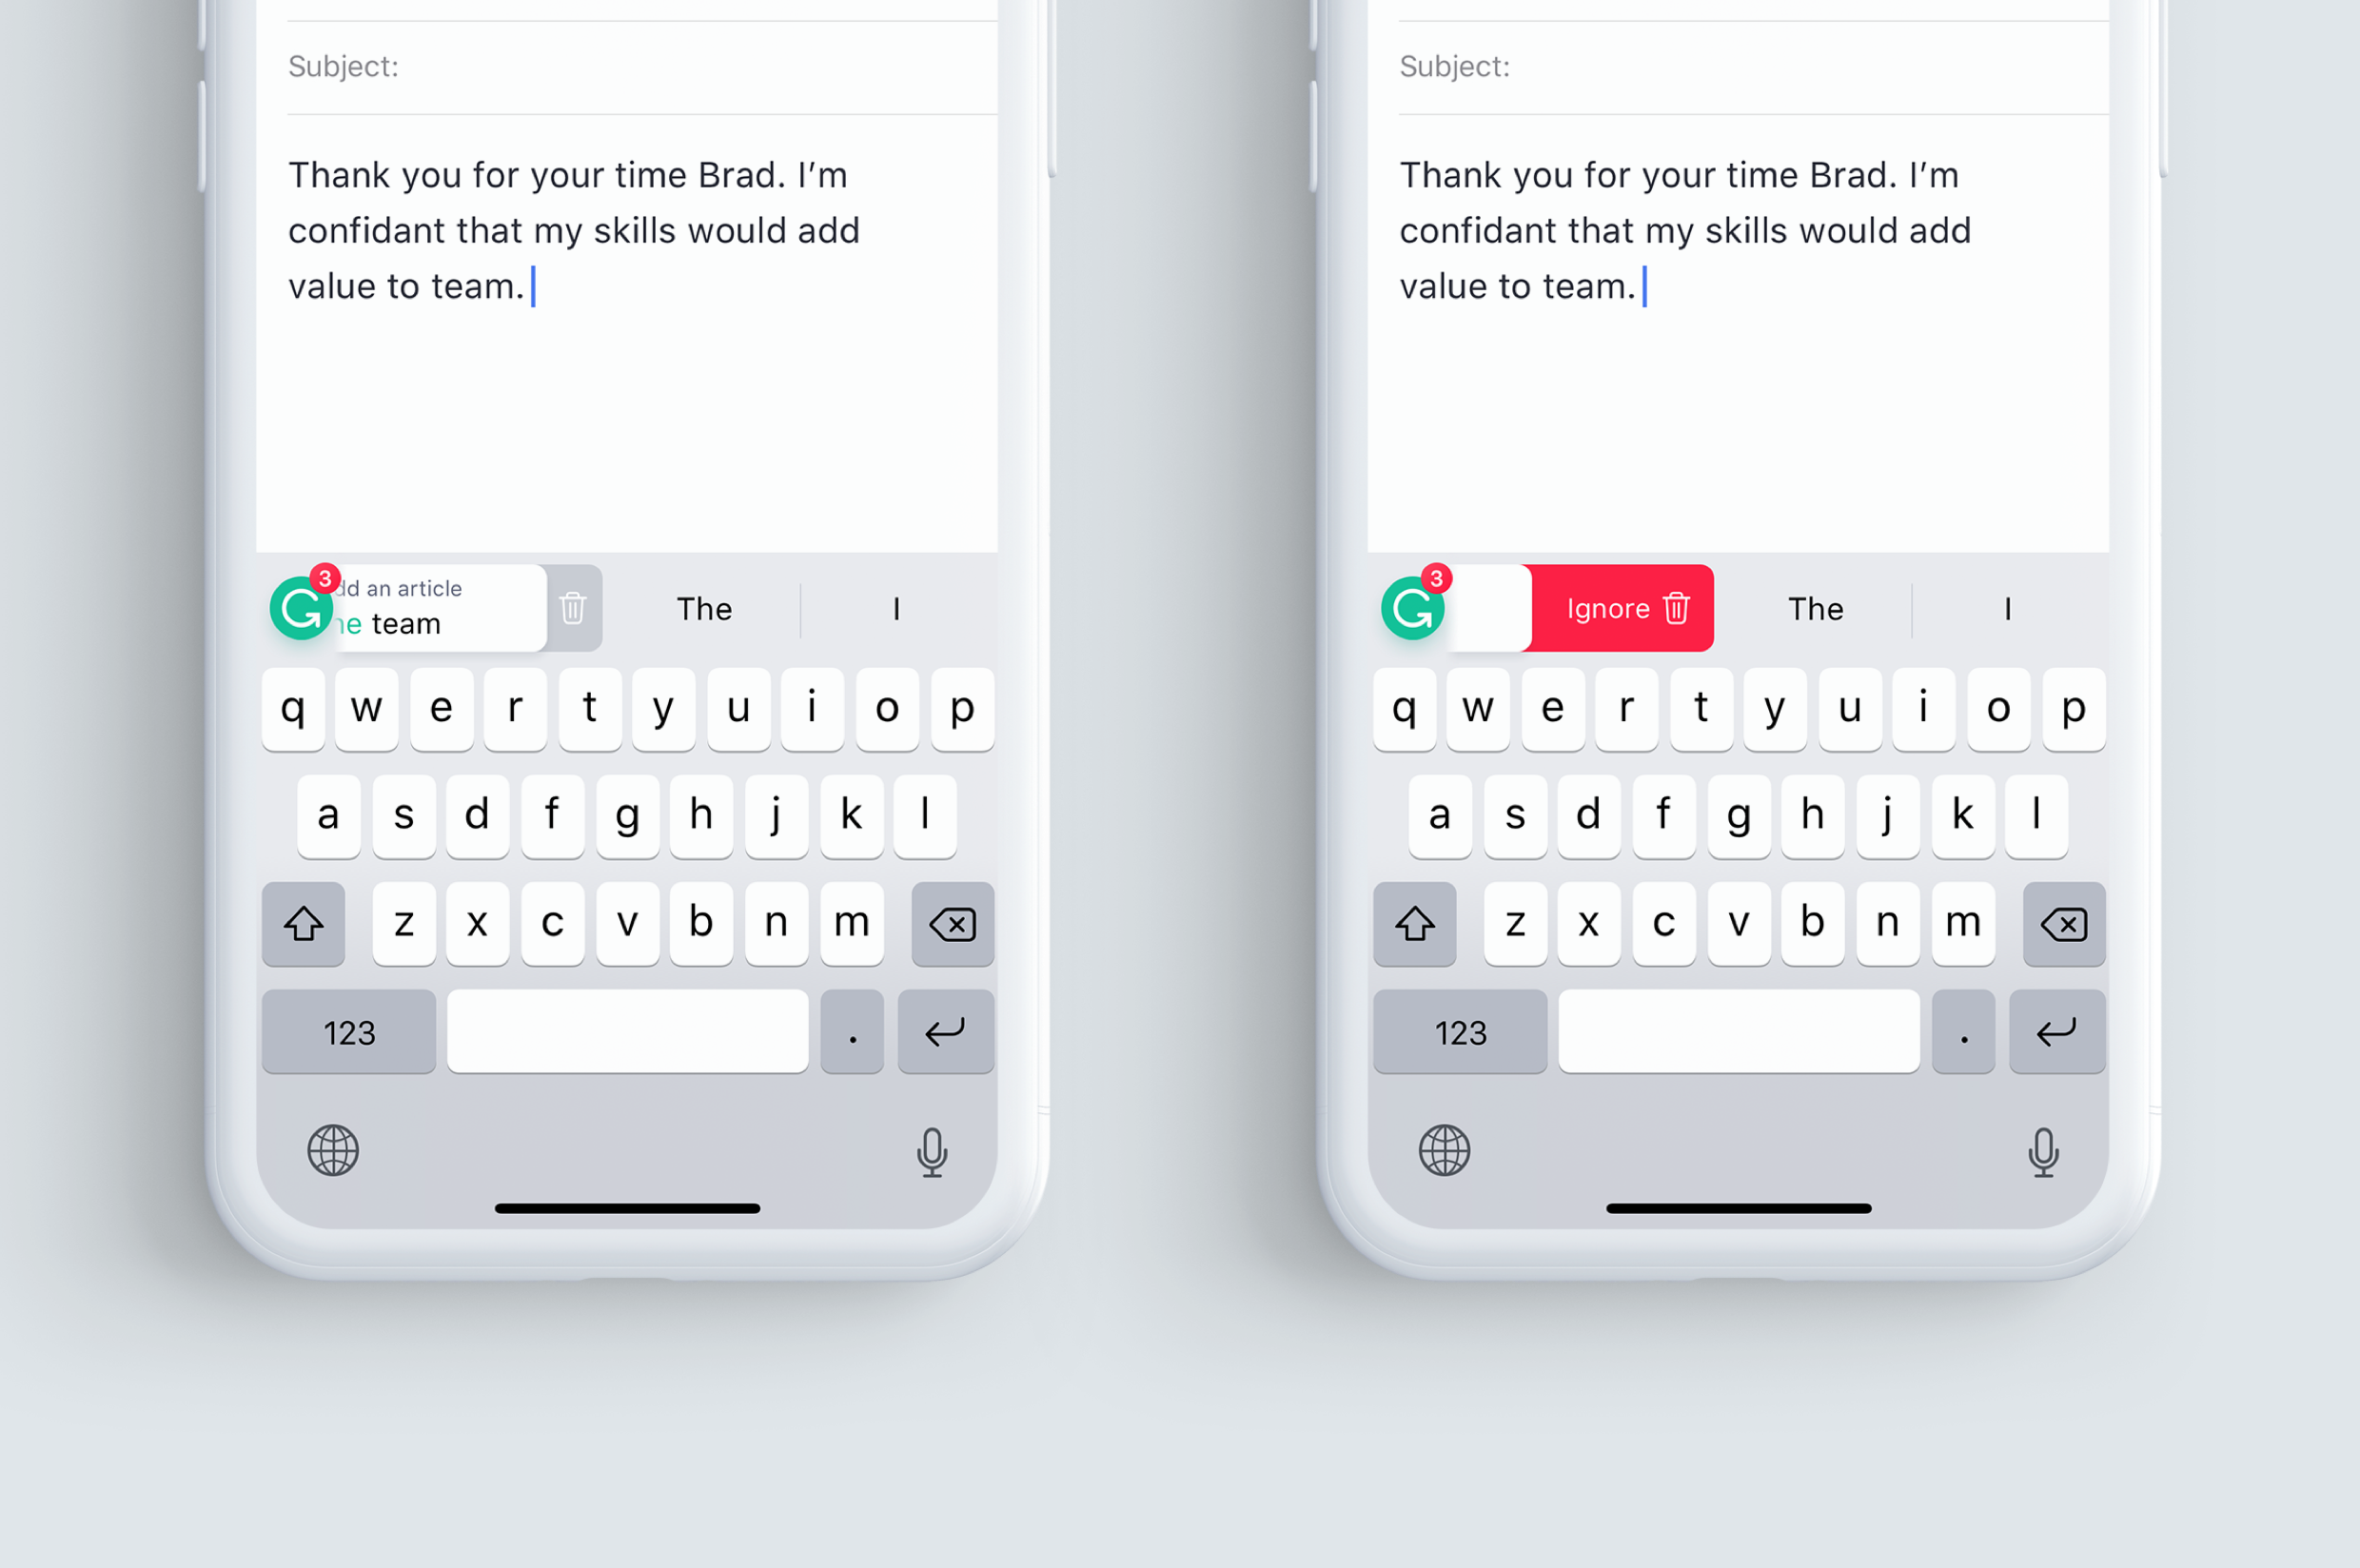 Subject:
Thank you for your time Brad. I’m
confidant that my skills would add
value to team.
3
dd an article
he team
The
I
q w e r t y u i o p
a s d f g h j k l
z x c v b n m
123
.
Subject:
Thank you for your time Brad. I’m
confidant that my skills would add
value to team.
3
Ignore
The
I
q w e r t y u i o p
a s d f g h j k l
z x c v b n m
123
.